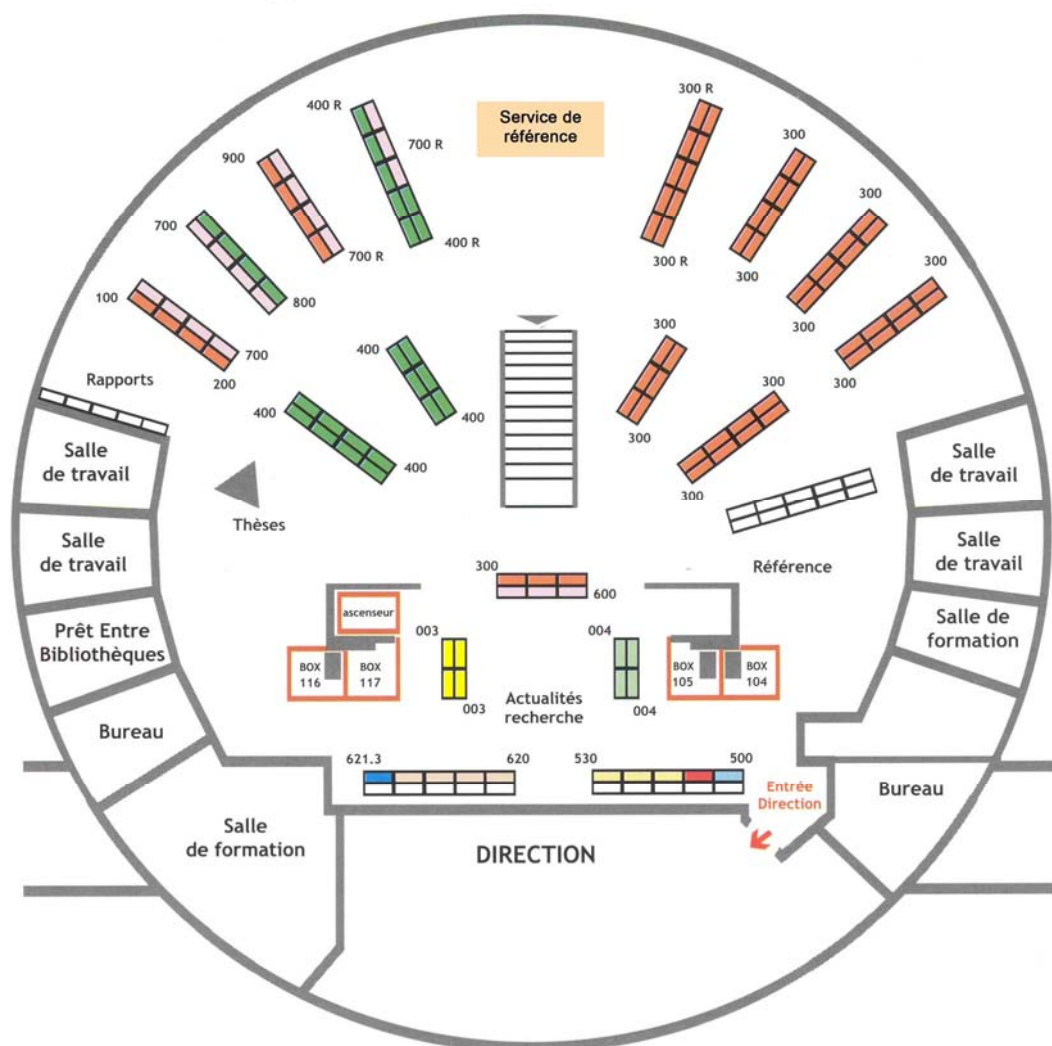 Service de
référence
400 R
700 R
400 R
900
700 R
700
800
100
700
200
300 R
300 R
300
300
300
300
300
300
400
400
400
400
300
300
300
300
Rapports
Salle
de travail
Salle
de travail
Prêt Entre
Bibliothèques
Bureau
Salle
de formation
Thèses
Référence
Salle
de travail
Salle
de travail
Salle de
formation
Bureau
300
600
ascenseur
BOX
116
BOX
117
003
003
004
004
BOX
105
BOX
104
Actualités
recherche
621.3
620
530
500
Entrée
Direction
DIRECTION